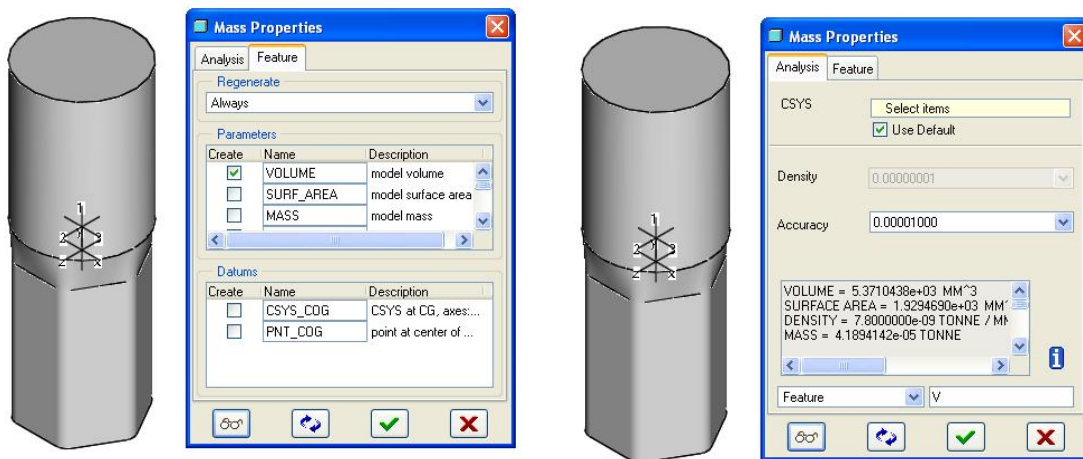 Mass Properties
Analysis Feature
Regenerate
Always
Parameters
Create Name Description
VOLUME model volume
SURF_AREA model surface area
MASS model mass
Datums
Create Name Description
CSYS_COG CSYS at CG, axes:...
PNT_COG point at center of ...
1
2 3
z x
Mass Properties
Analysis Feature
CSYS Select items
Use Default
Density 0.00000001
Accuracy 0.00001000
VOLUME = 5.3710438e+03 MM^3
SURFACE AREA = 1.9294690e+03 MM^
DENSITY = 7.8000000e-09 TONNE / MM
MASS = 4.1894142e-05 TONNE
Feature V
1
2 3
z x